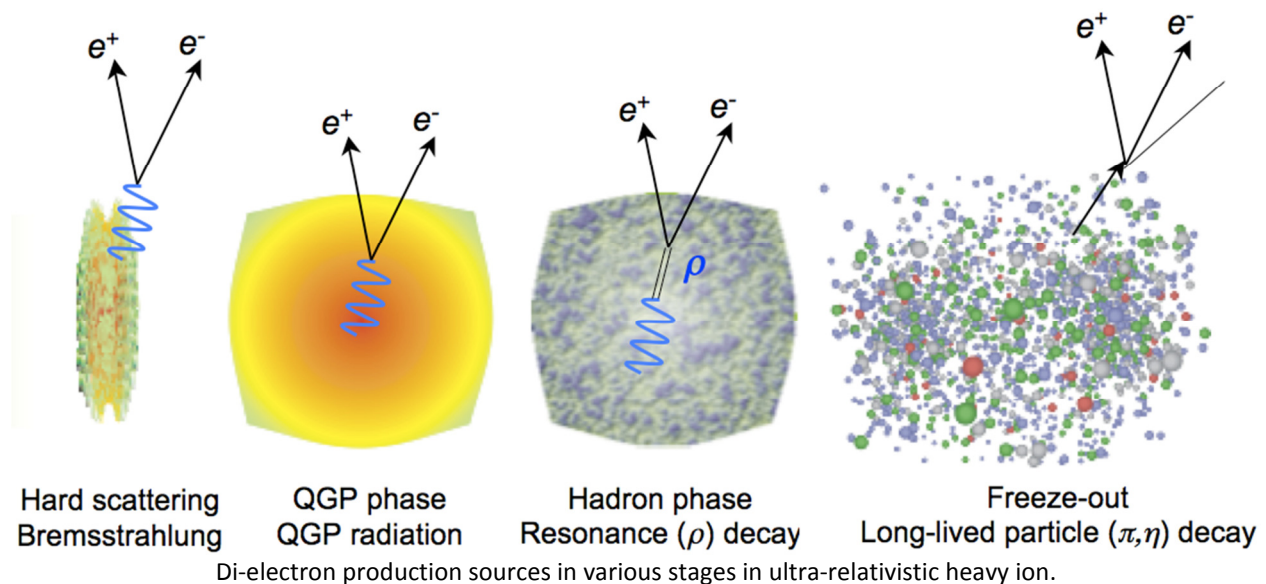 e⁺ e⁻
e⁺ e⁻
e⁺ e⁻
ρ
e⁺ e⁻
Hard scattering
Bremsstrahlung
QGP phase
QGP radiation
Hadron phase
Resonance (ρ) decay
Freeze-out
Long-lived particle (π,η) decay
Di-electron production sources in various stages in ultra-relativistic heavy ion.